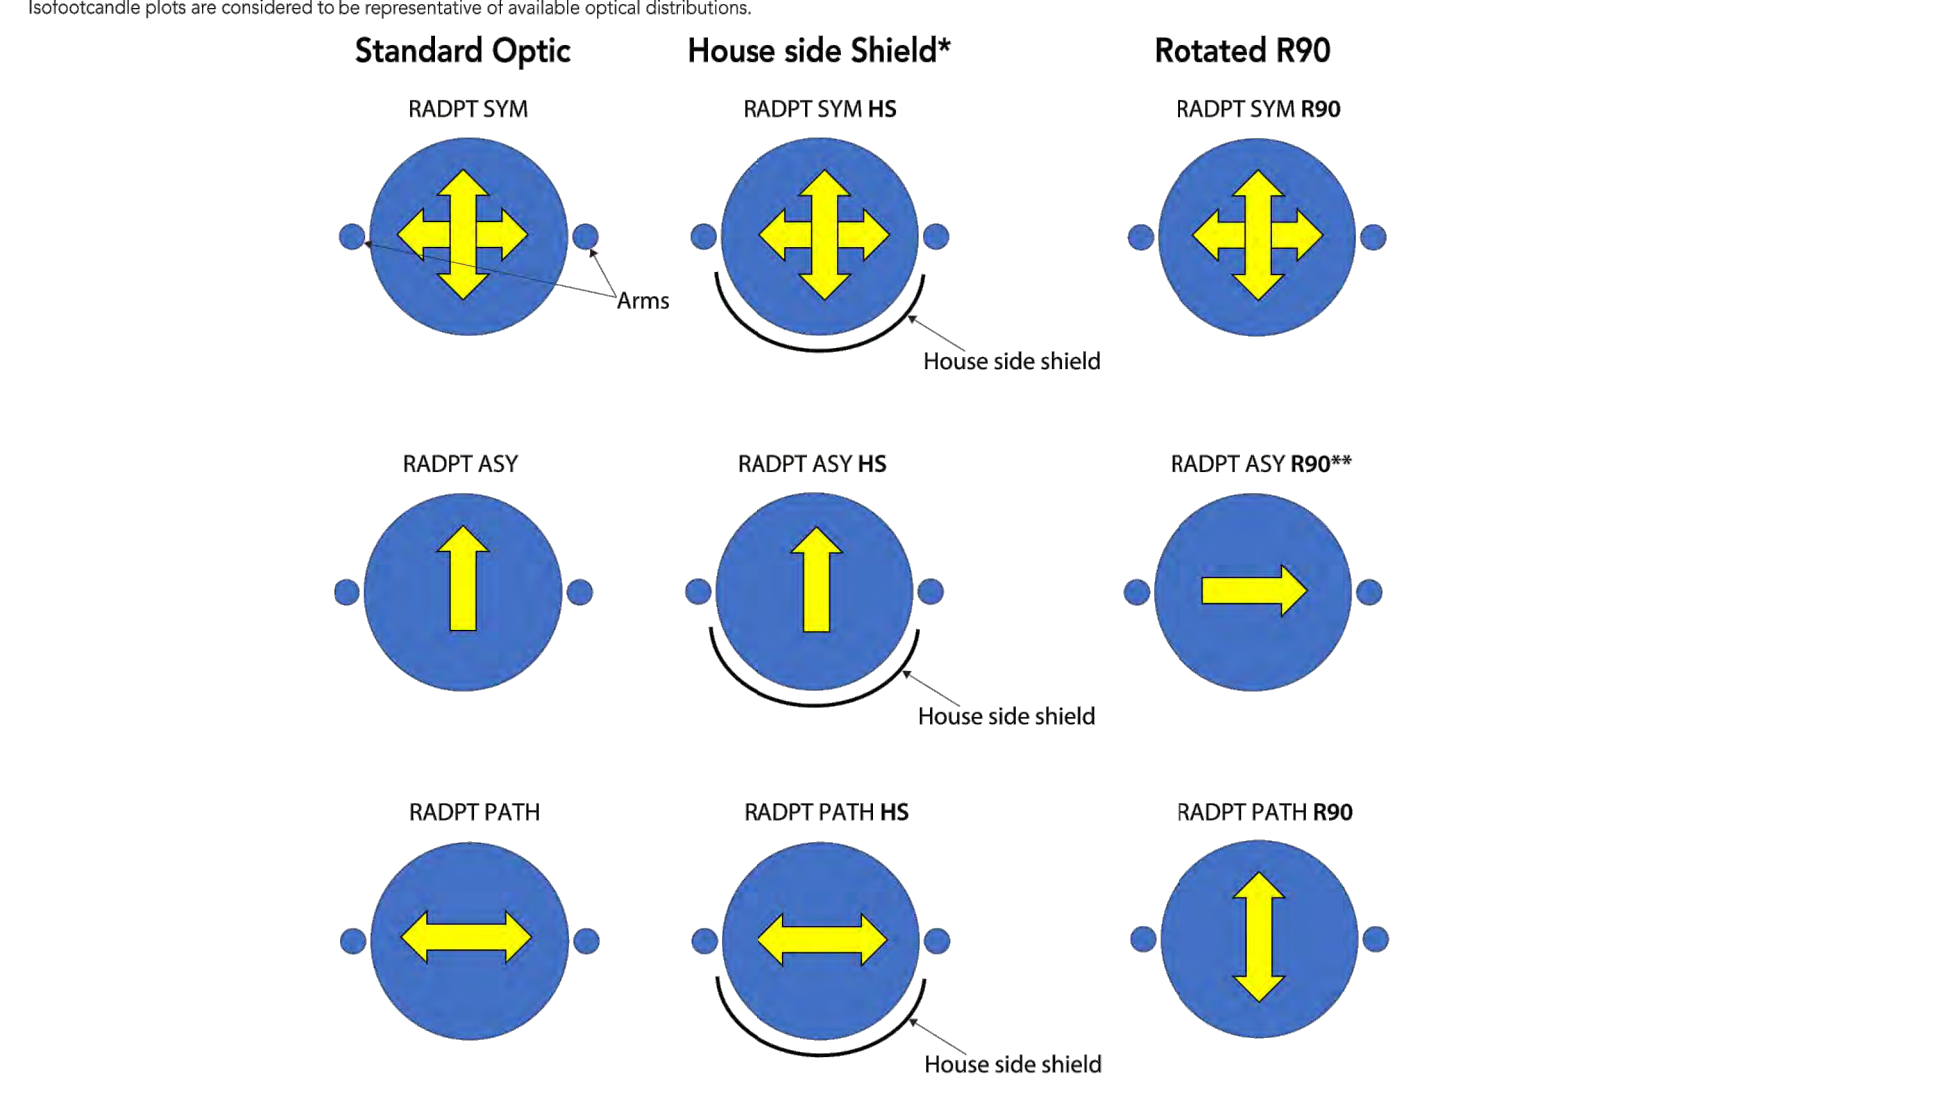 Isofootcandle plots are considered to be representative of available optical distributions.
Standard Optic
House side Shield*
Rotated R90
RADPT SYM
RADPT SYM HS
RADPT SYM R90
Arms
House side shield
RADPT ASY
RADPT ASY HS
RADPT ASY R90**
House side shield
RADPT PATH
RADPT PATH HS
RADPT PATH R90
House side shield